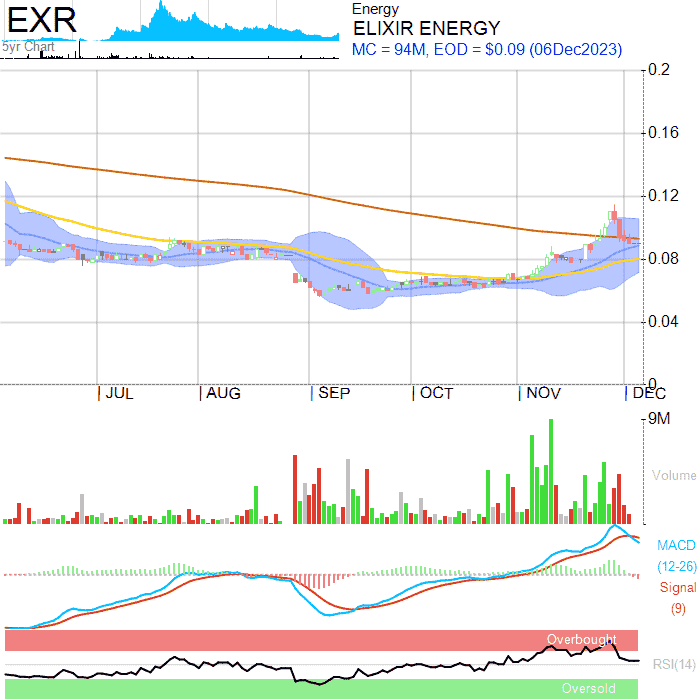 EXR
5yr Chart
Energy
ELIXIR ENERGY
MC = 94M, EOD = $0.09 (06Dec2023)
0.2
0.16
0.12
0.08
0.04
0
JUL
AUG
SEP
OCT
NOV
DEC
9M
Volume
MACD
(12-26)
Signal
(9)
Overbought
RSI(14)
Oversold